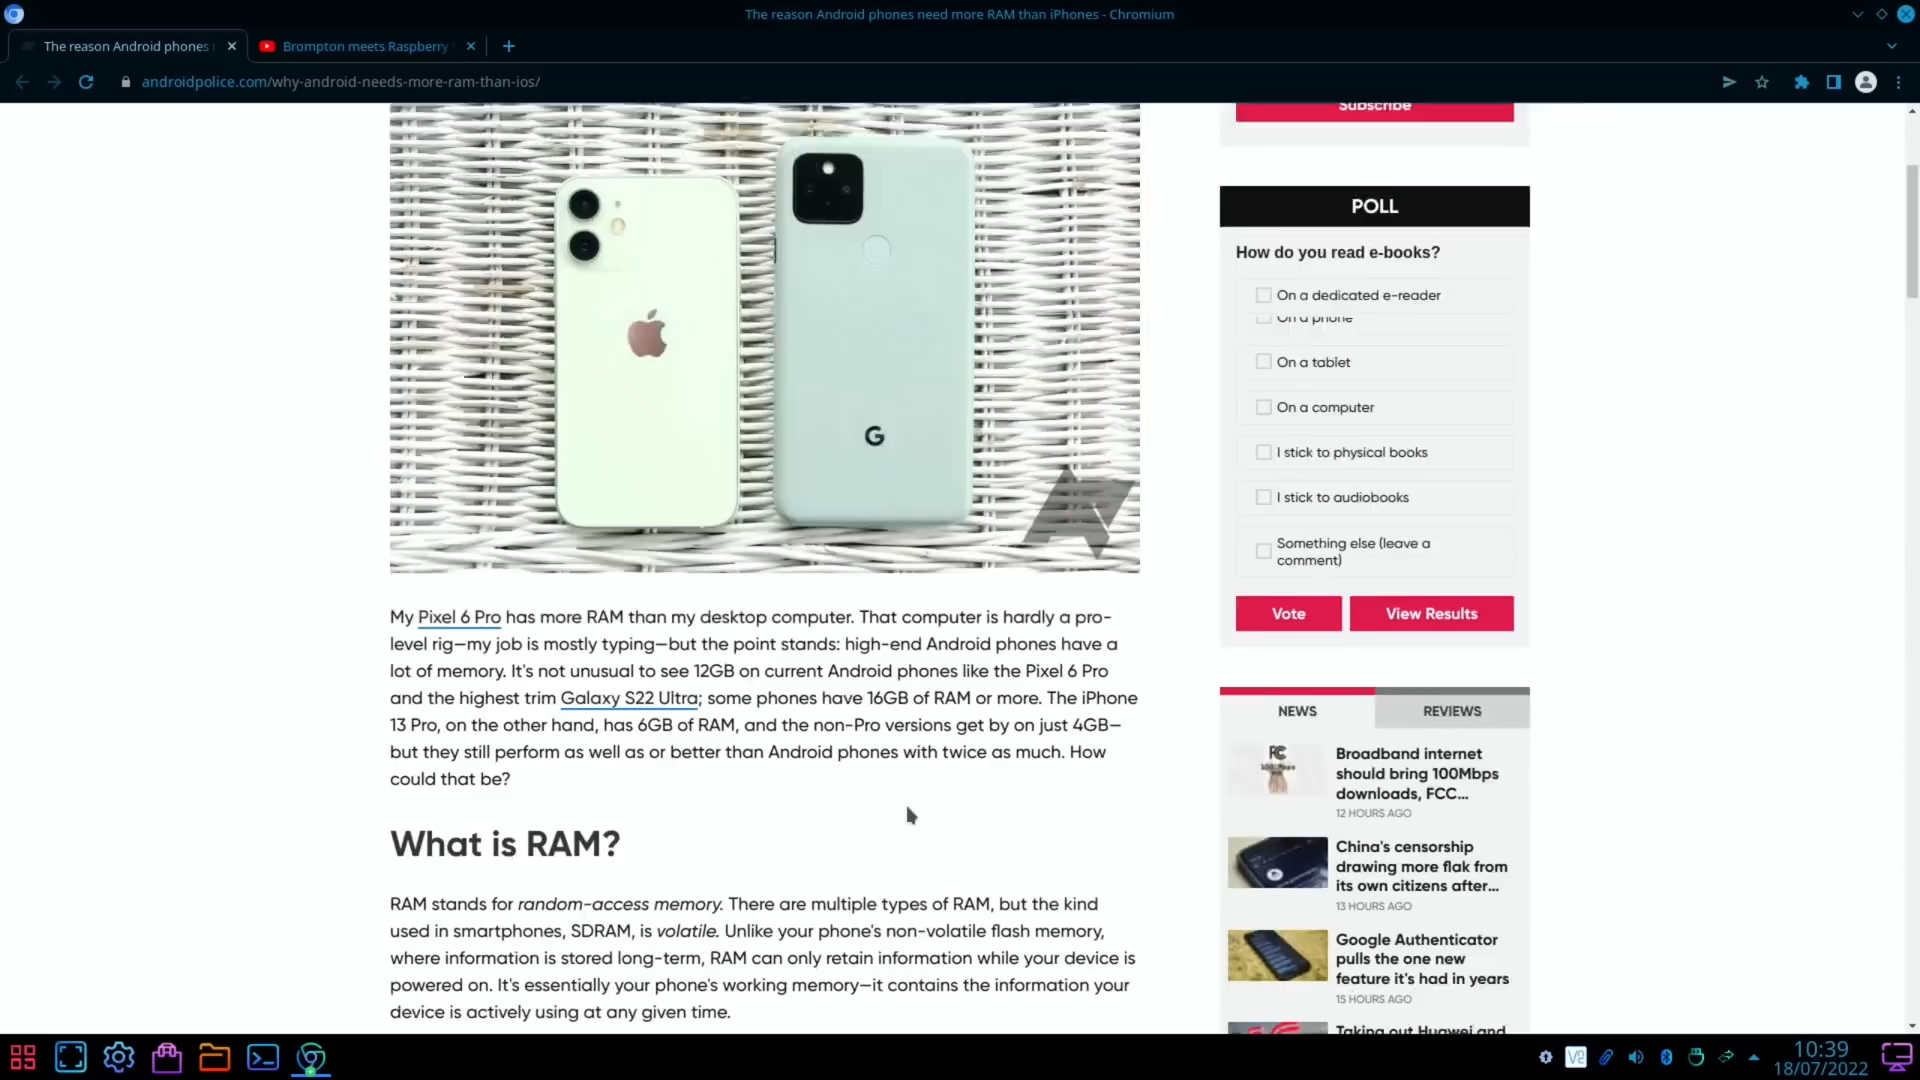 The reason Android phones need more RAM than iPhones - Chromium
The reason Android phones
Brompton meets Raspberry
androidpolice.com/why-android-needs-more-ram-than-ios/
Subscribe
POLL
How do you read e-books?
On a dedicated e-reader
On a phone
On a tablet
On a computer
I stick to physical books
I stick to audiobooks
Something else (leave a
comment)
Vote
View Results
G
My Pixel 6 Pro has more RAM than my desktop computer. That computer is hardly a pro-
level rig—my job is mostly typing—but the point stands: high-end Android phones have a
lot of memory. It's not unusual to see 12GB on current Android phones like the Pixel 6 Pro
and the highest trim Galaxy S22 Ultra; some phones have 16GB of RAM or more. The iPhone
13 Pro, on the other hand, has 6GB of RAM, and the non-Pro versions get by on just 4GB—
but they still perform as well as or better than Android phones with twice as much. How
could that be?
What is RAM?
RAM stands for random-access memory. There are multiple types of RAM, but the kind
used in smartphones, SDRAM, is volatile. Unlike your phone's non-volatile flash memory,
where information is stored long-term, RAM can only retain information while your device is
powered on. It's essentially your phone's working memory—it contains the information your
device is actively using at any given time.
NEWS
REVIEWS
Broadband internet
should bring 100Mbps
downloads, FCC...
12 HOURS AGO
China's censorship
drawing more flak from
its own citizens after...
13 HOURS AGO
Google Authenticator
pulls the one new
feature it's had in years
15 HOURS AGO
Taking out Huawei and
10:39
18/07/2022